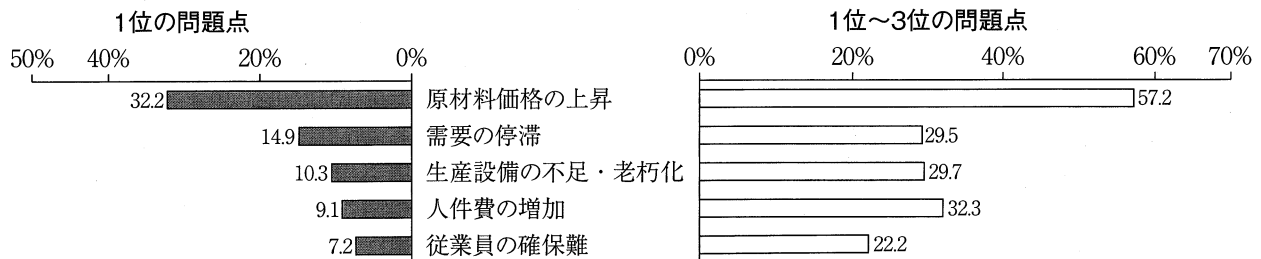 1位の問題点 1位～3位の問題点
50% 40% 20% 0% 0% 20% 40% 60% 70%
32.2 原材料価格の上昇 57.2
14.9 需要の停滞 29.5
10.3 生産設備の不足・老朽化 29.7
9.1 人件費の増加 32.3
7.2 従業員の確保難 22.2